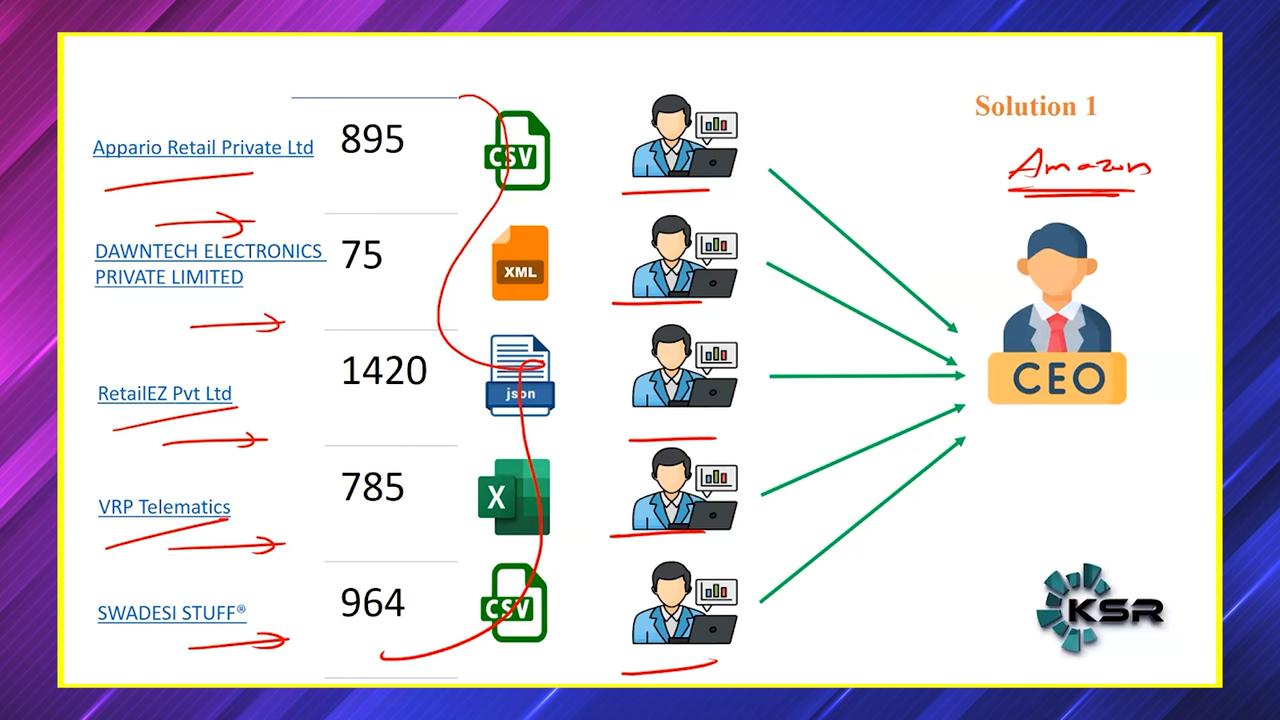 Solution 1
Amazon
Appario Retail Private Ltd
895
CSV
DAWNTECH ELECTRONICS
PRIVATE LIMITED
75
XML
RetailEZ Pvt Ltd
1420
json
CEO
VRP Telematics
785
X
SWADESI STUFF®
964
CSV
KSR